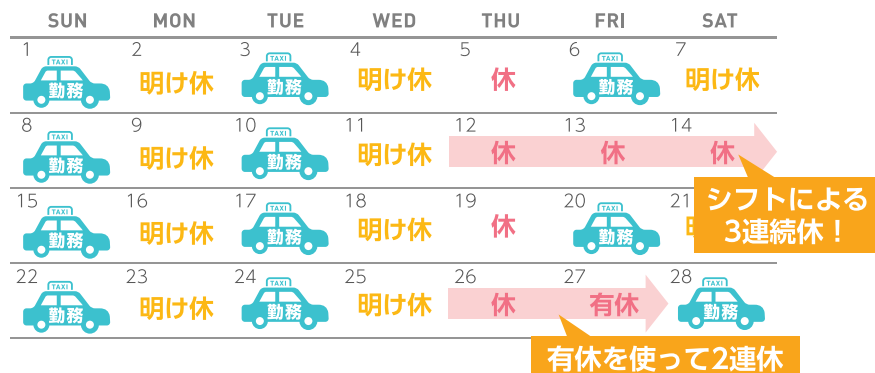 SUN MON TUE WED THU FRI SAT
1 2 3 4 5 6 7
TAXI TAXI TAXI
勤務 明け休 勤務 明け休 休 勤務 明け休
8 9 10 11 12 13 14
TAXI TAXI
勤務 明け休 勤務 明け休 休 休 休
シフトによる
3連続休！
15 16 17 18 19 20 21
TAXI TAXI TAXI
勤務 明け休 勤務 明け休 休 勤務
22 23 24 25 26 27 28
TAXI TAXI TAXI
勤務 明け休 勤務 明け休 休 有休 勤務
有休を使って2連休